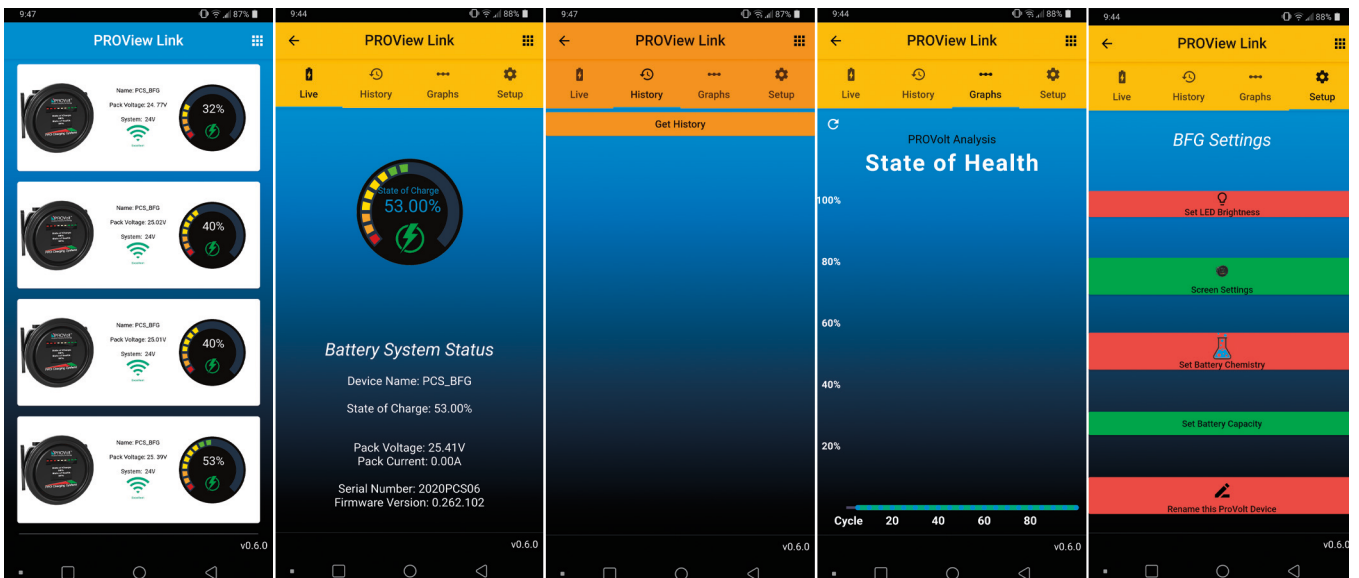 9:47
87%
PROView Link
Name: PCS_BFG
Pack Voltage: 24. 77V
System: 24V
32%
Name: PCS_BFG
Pack Voltage: 25.02V
System: 24V
40%
Name: PCS_BFG
Pack Voltage: 25.01V
System: 24V
40%
Name: PCS_BFG
Pack Voltage: 25. 39V
System: 24V
53%
v0.6.0
9:44
88%
PROView Link
Live
History
Graphs
Setup
State of Charge
53.00%
Battery System Status
Device Name: PCS_BFG
State of Charge: 53.00%
Pack Voltage: 25.41V
Pack Current: 0.00A
Serial Number: 2020PCS06
Firmware Version: 0.262.102
v0.6.0
9:47
87%
PROView Link
Live
History
Graphs
Setup
Get History
v0.6.0
9:44
88%
PROView Link
Live
History
Graphs
Setup
PROVolt Analysis
State of Health
100%
80%
60%
40%
20%
Cycle 20 40 60 80
v0.6.0
9:44
88%
PROView Link
Live
History
Graphs
Setup
BFG Settings
Set LED Brightness
Screen Settings
Set Battery Chemistry
Set Battery Capacity
Rename this ProVolt Device
v0.6.0